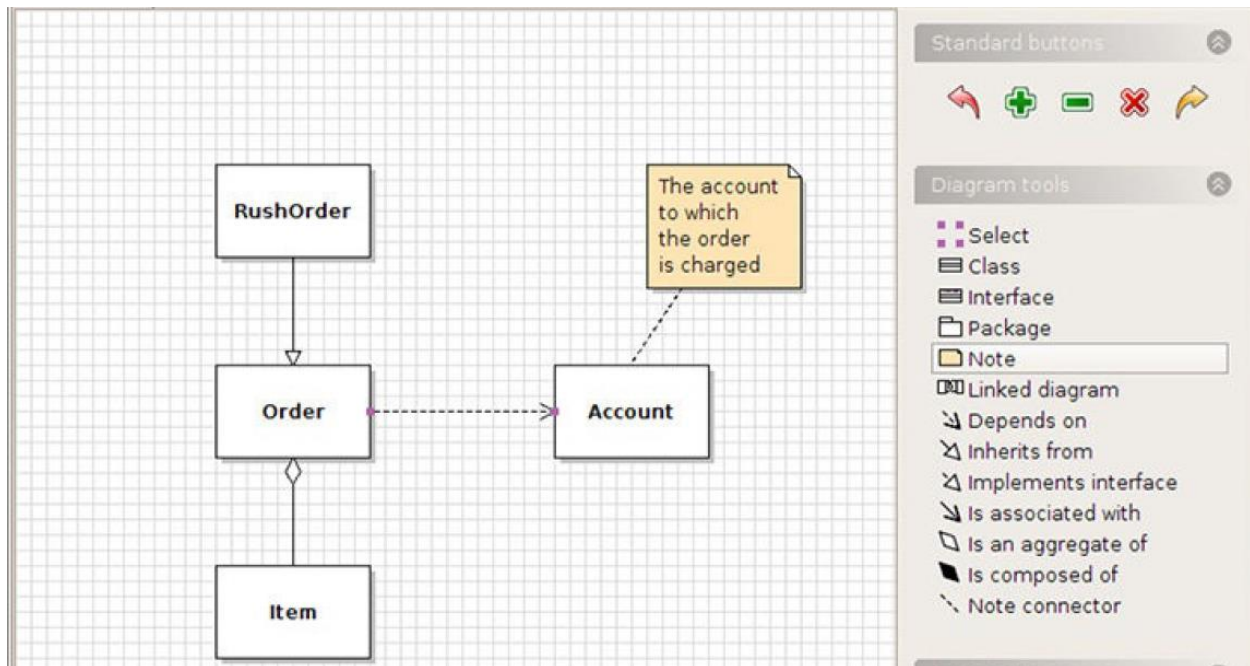 RushOrder
The account
to which
the order
is charged
Order
Account
Item
Standard buttons
Diagram tools
Select
Class
Interface
Package
Note
Linked diagram
Depends on
Inherits from
Implements interface
Is associated with
Is an aggregate of
Is composed of
Note connector